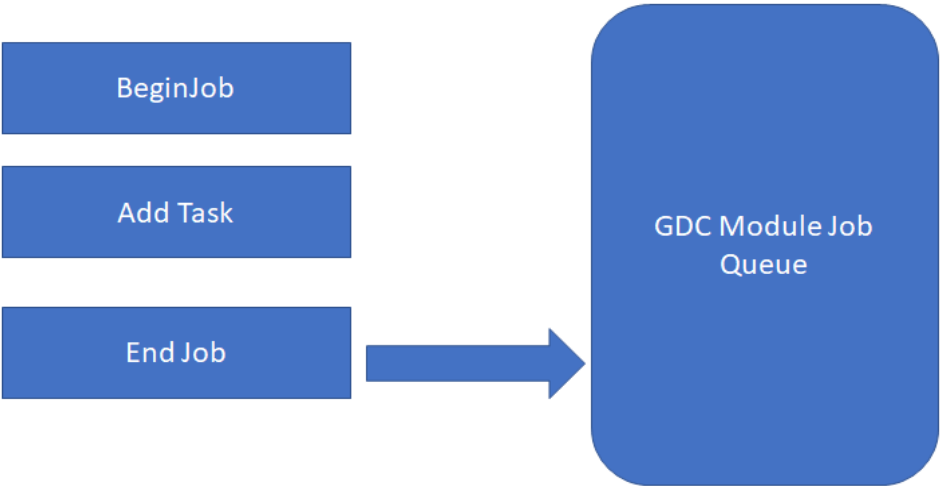 BeginJob
Add Task
End Job
GDC Module Job
Queue